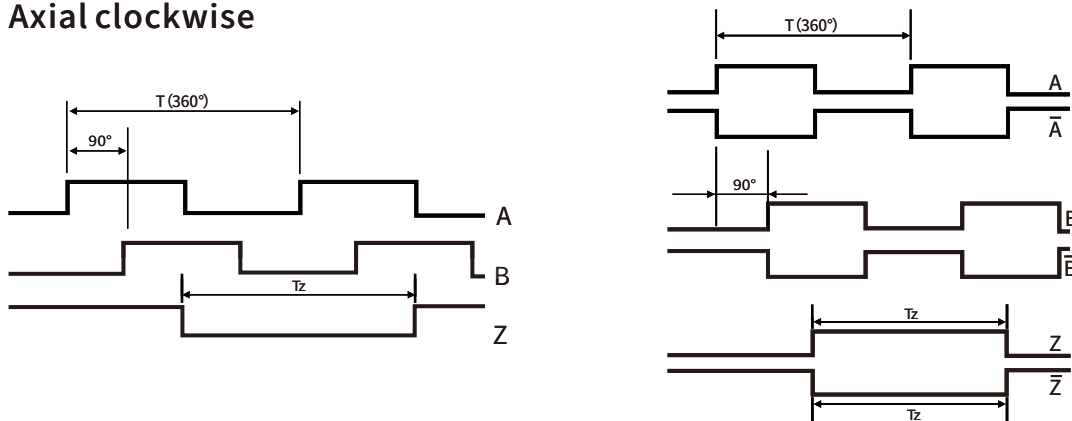 Axial clockwise
T (360°)
90°
A
B
Tz
Z
T (360°)
A
A̅
90°
B
B̅
Tz
Z
Z̅
Tz